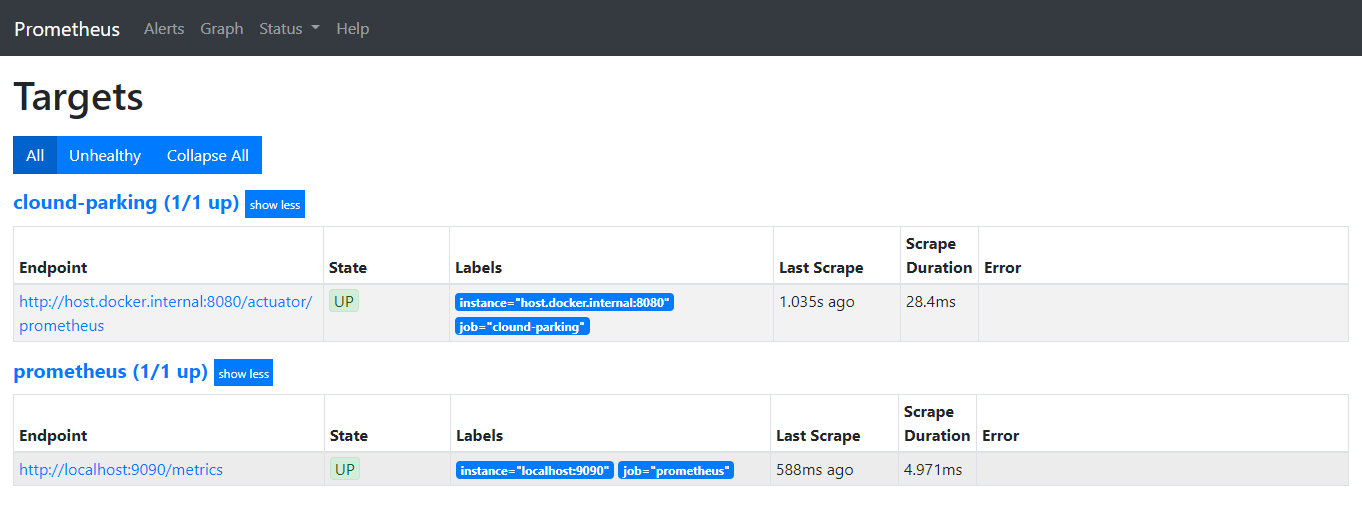 Prometheus Alerts Graph Status Help
Targets
All Unhealthy Collapse All
clound-parking (1/1 up) show less
Endpoint State Labels Last Scrape Scrape Duration Error
http://host.docker.internal:8080/actuator/
prometheus
UP
instance="host.docker.internal:8080"
job="clound-parking"
1.035s ago
28.4ms
prometheus (1/1 up) show less
Endpoint State Labels Last Scrape Scrape Duration Error
http://localhost:9090/metrics UP instance="localhost:9090" job="prometheus" 588ms ago 4.971ms